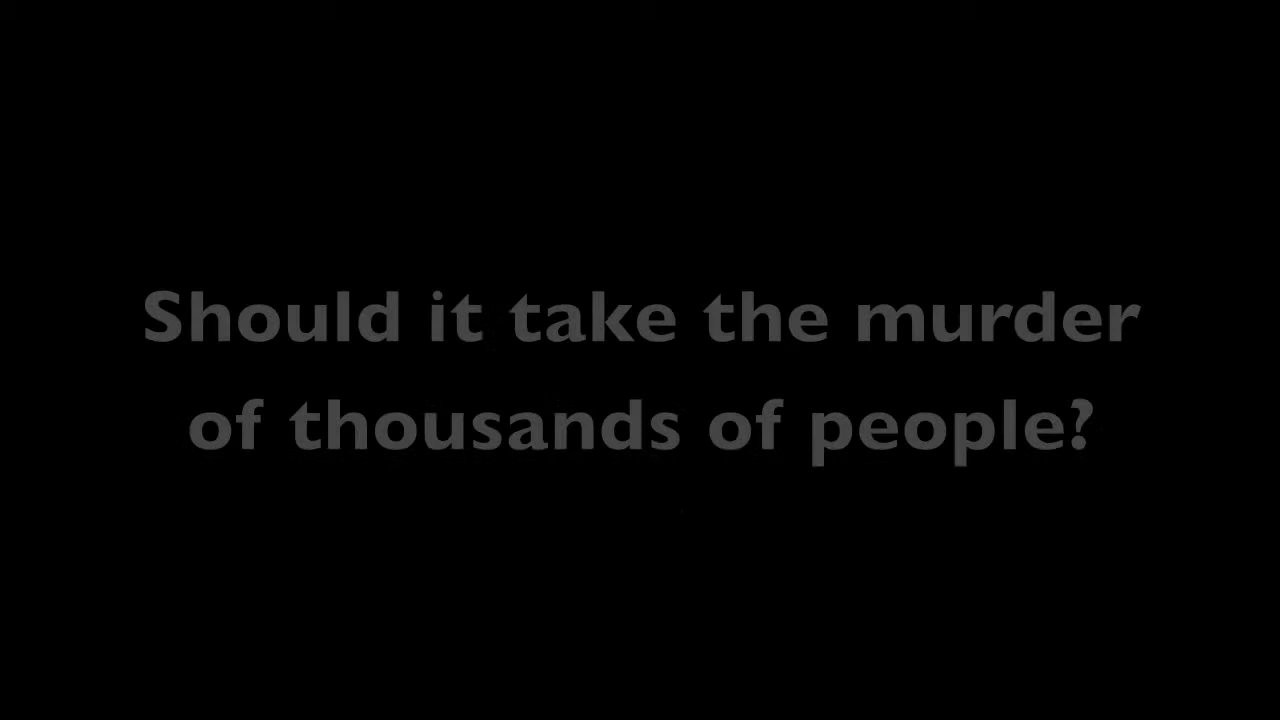 Should it take the murder
of thousands of people?